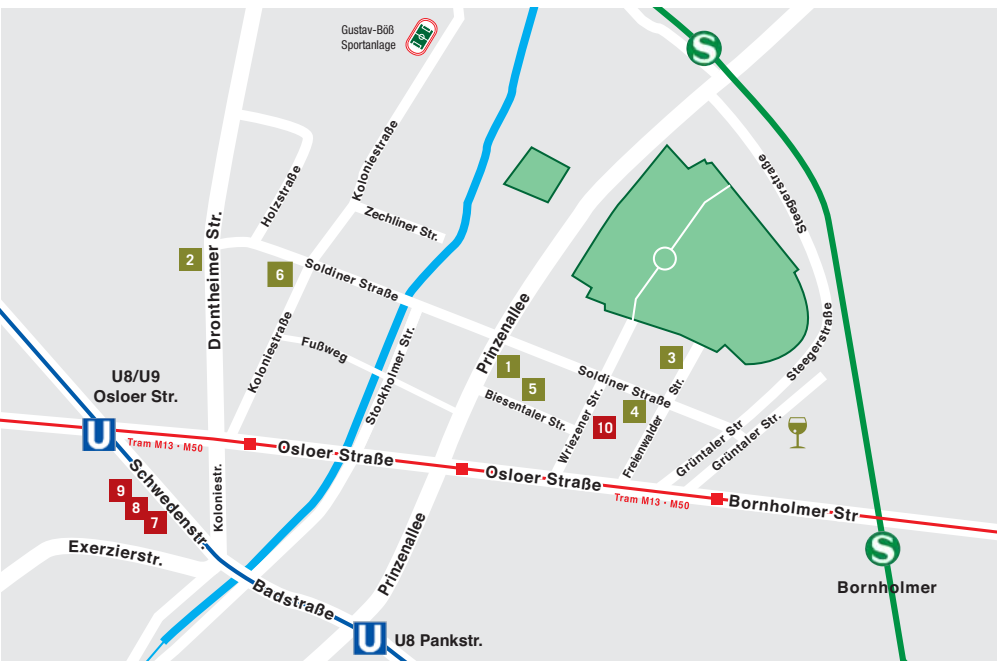 Gustav-Böß
Sportanlage
S
Koloniestraße
Steegerstraße
Holzstraße
Zechliner Str.
Drontheimer Str.
2
6
Soldiner Straße
Prinzenallee
Steegerstraße
Koloniestraße
Fußweg
Stockholmer Str.
3
1
5
Soldiner Straße
U8/U9
Osloer Str.
Biesentaler Str.
Wriezener Str.
4
10
Freienwalder Str.
Grüntaler Str
Grüntaler Str.
U
Tram M13 • M50
Osloer Straße
Osloer Straße
Tram M13 • M50
Bornholmer Str
Schwedenstr.
9
8
7
Koloniestr.
Exerzierstr.
Prinzenallee
S
Bornholmer
Badstraße
U
U8 Pankstr.